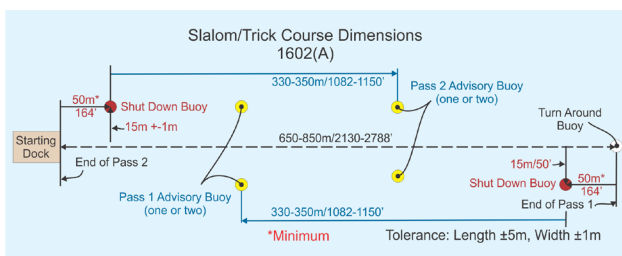 Slalom/Trick Course Dimensions
1602(A)
330-350m/1082-1150'
50m*
164'
Shut Down Buoy
15m +-1m
Pass 2 Advisory Buoy
(one or two)
Turn Around
Buoy
Starting
Dock
650-850m/2130-2788'
End of Pass 2
15m/50'
Shut Down Buoy
50m*
164'
Pass 1 Advisory Buoy
(one or two)
End of Pass 1
330-350m/1082-1150'
*Minimum
Tolerance: Length ±5m, Width ±1m